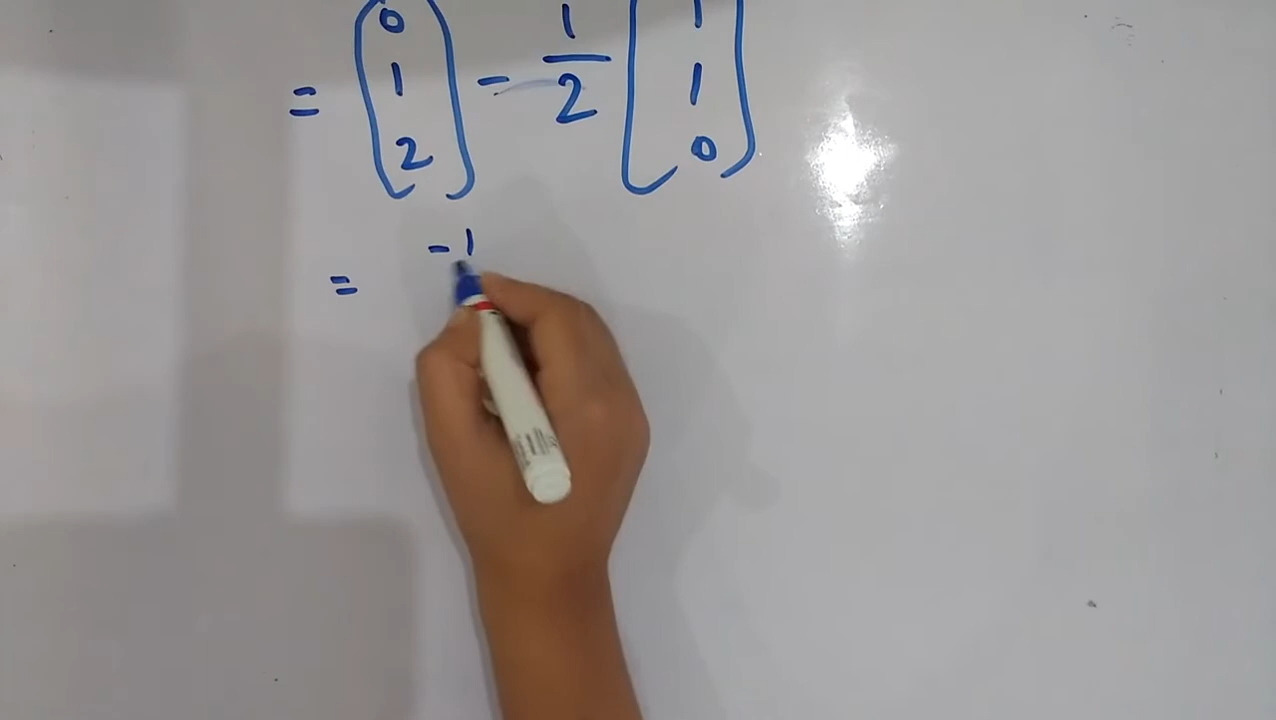 = (0 1 2) - 1/2 (1 1 0)
= -1